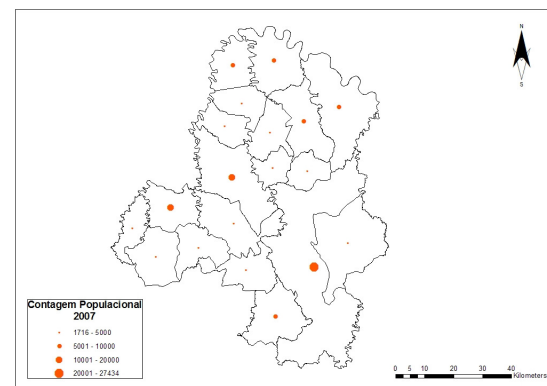 N
S
Contagem Populacional
2007
1716 - 5000
5001 - 10000
10001 - 20000
20001 - 27434
0 5 10 20 30 40
Kilometers